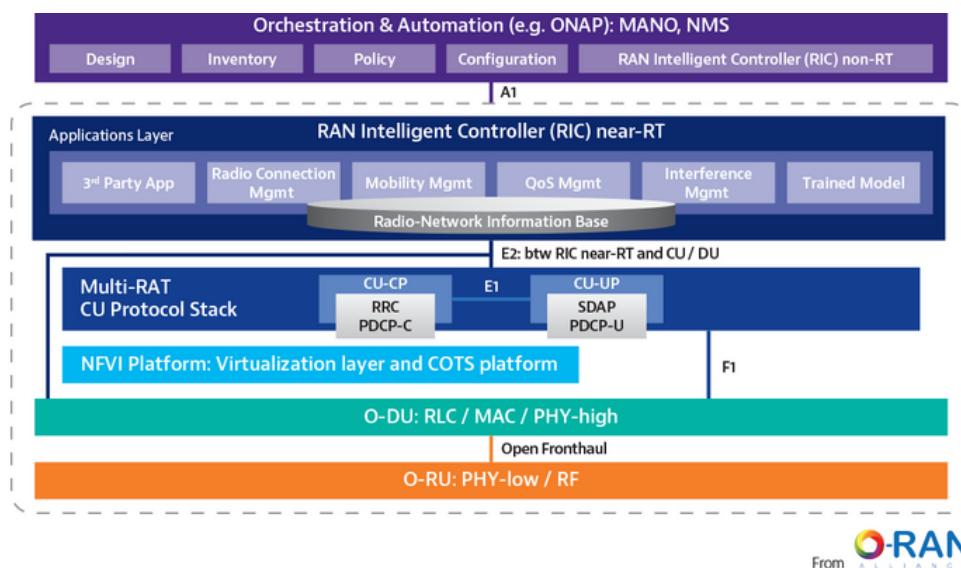 Orchestration & Automation (e.g. ONAP): MANO, NMS
Design
Inventory
Policy
Configuration
RAN Intelligent Controller (RIC) non-RT
A1
Applications Layer
RAN Intelligent Controller (RIC) near-RT
3rd Party App
Radio Connection
Mgmt
Mobility Mgmt
QoS Mgmt
Interference
Mgmt
Trained Model
Radio-Network Information Base
E2: btw RIC near-RT and CU / DU
Multi-RAT
CU Protocol Stack
CU-CP
RRC
PDCP-C
E1
CU-UP
SDAP
PDCP-U
NFVI Platform: Virtualization layer and COTS platform
F1
O-DU: RLC / MAC / PHY-high
Open Fronthaul
O-RU: PHY-low / RF
From
O-RAN
ALLIANC